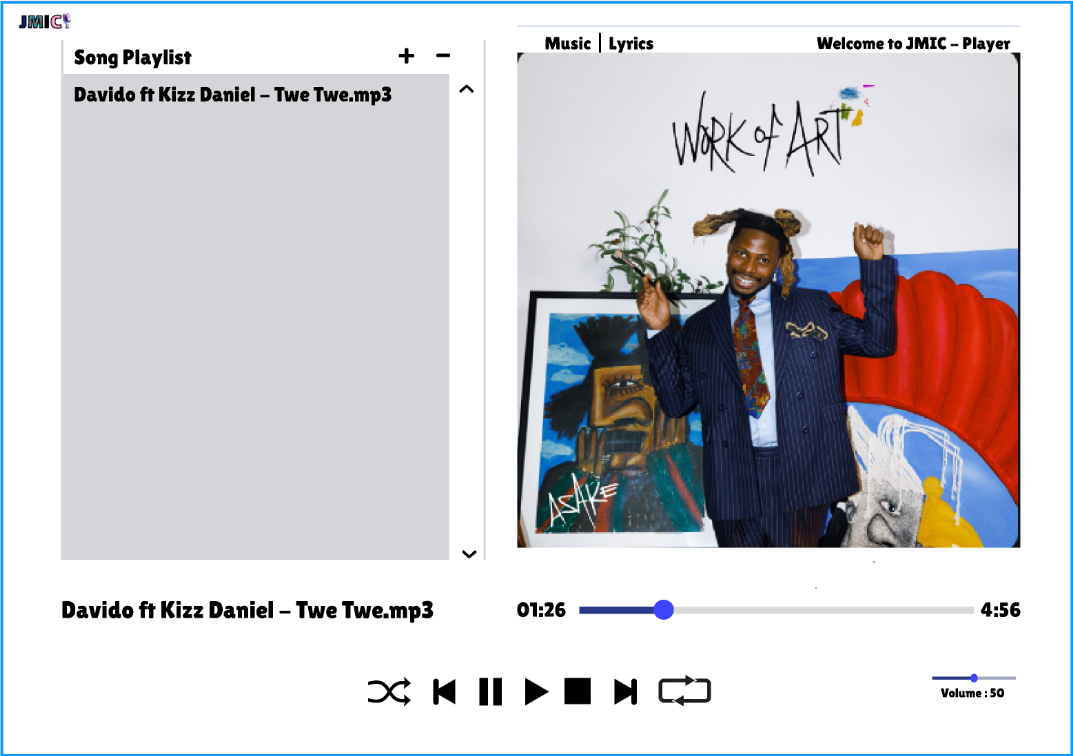 JMIC
Song Playlist + −
Davido ft Kizz Daniel – Twe Twe.mp3
Music | Lyrics
Welcome to JMIC – Player
WORK of ART
ASAKE
Davido ft Kizz Daniel – Twe Twe.mp3
01:26
4:56
Volume : 50